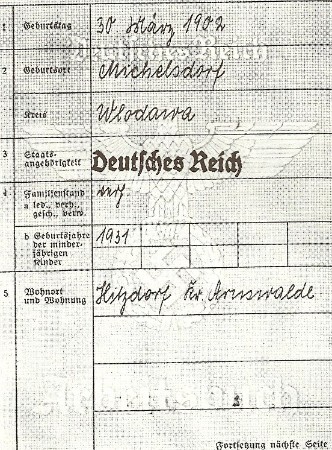 1 Geburtstag 30 März 1902
2 Geburtsort Michelsdorf
Kreis Wlodawa
3 Staats-
angehörigkeit Deutsches Reich
4 Familienstand
a led., verh.,
gesch., verw. verh
b Geburtsjahre
der minder-
jährigen
Kinder 1931
5 Wohnort
und Wohnung Hitzdorf Kr. Arnswalde
Fortsetzung nächste Seite